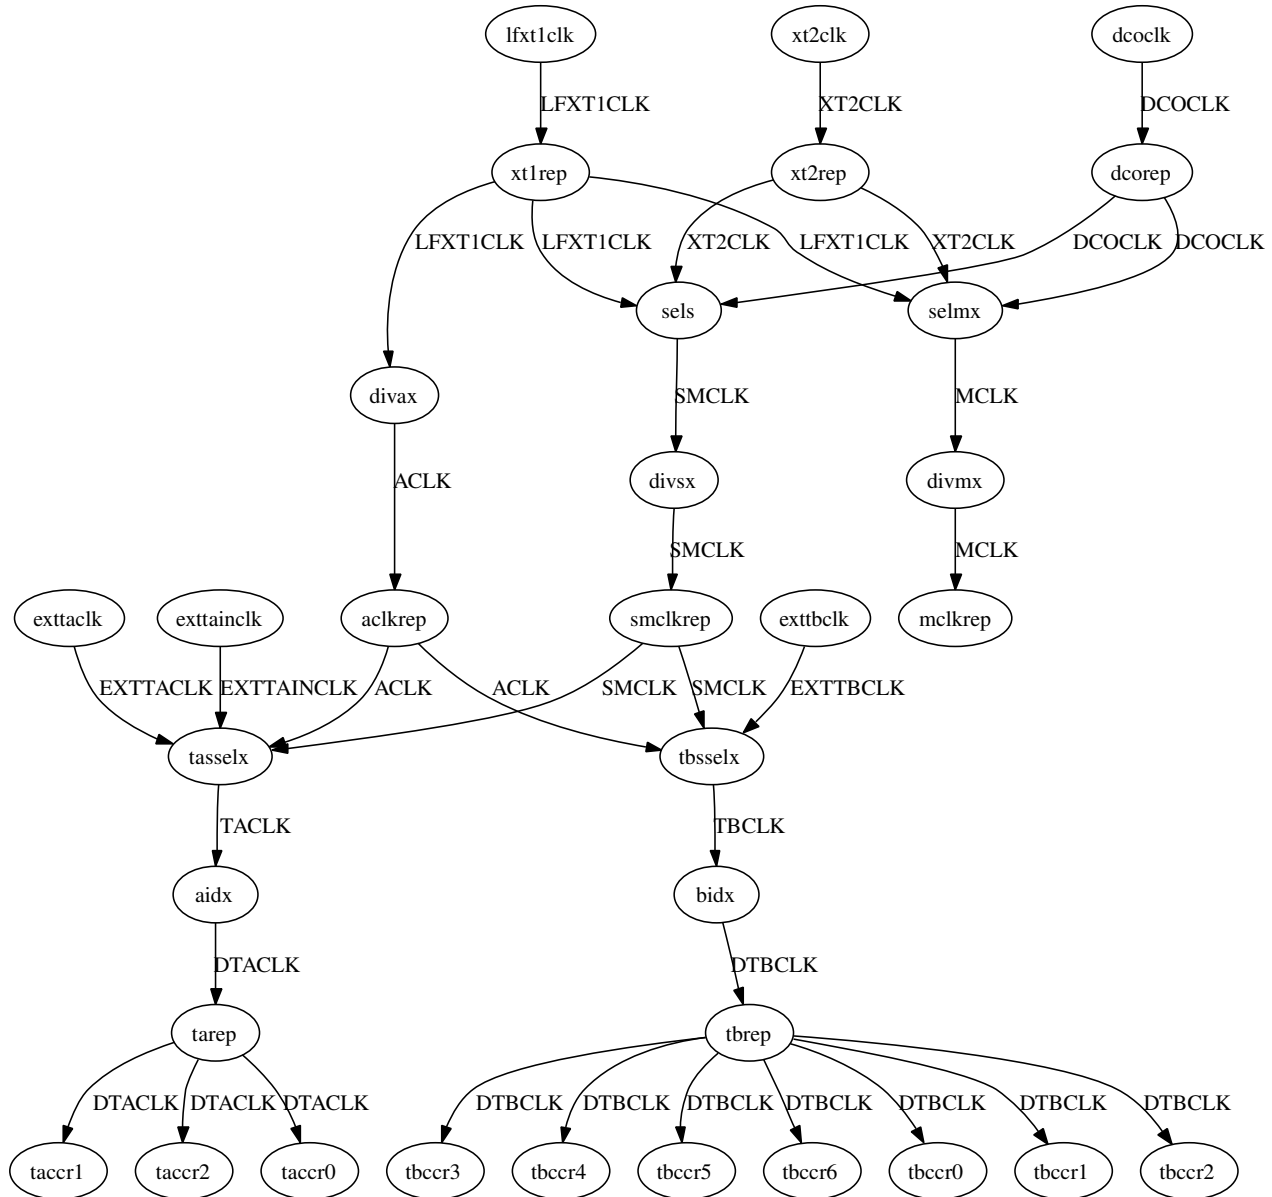 lfxt1clk xt2clk dcoclk
LFXT1CLK XT2CLK DCOCLK
xt1rep xt2rep dcorep
LFXT1CLK LFXT1CLK XT2CLK LFXT1CLK XT2CLK DCOCLK DCOCLK
sels selmx
divax SMCLK MCLK
ACLK divsx divmx
SMCLK MCLK
exttaclk exttainclk aclkrep smclkrep exttbclk mclkrep
EXTTACLK EXTTAINCLK ACLK ACLK SMCLK SMCLK EXTTBCLK
tasselx tbsselx
TACLK TBCLK
aidx bidx
DTACLK DTBCLK
tarep tbrep
DTACLK DTACLK DTACLK DTBCLK DTBCLK DTBCLK DTBCLK DTBCLK DTBCLK DTBCLK
taccr1 taccr2 taccr0 tbccr3 tbccr4 tbccr5 tbccr6 tbccr0 tbccr1 tbccr2